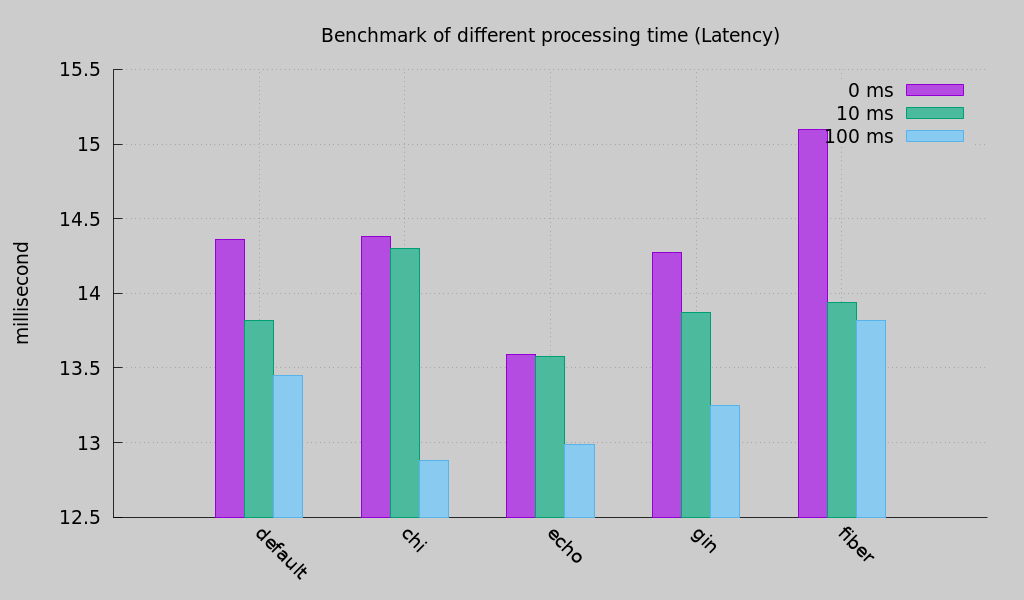 Benchmark of different processing time (Latency)
15.5
15
14.5
14
13.5
13
12.5
millisecond
0 ms
10 ms
100 ms
default
chi
echo
gin
fiber